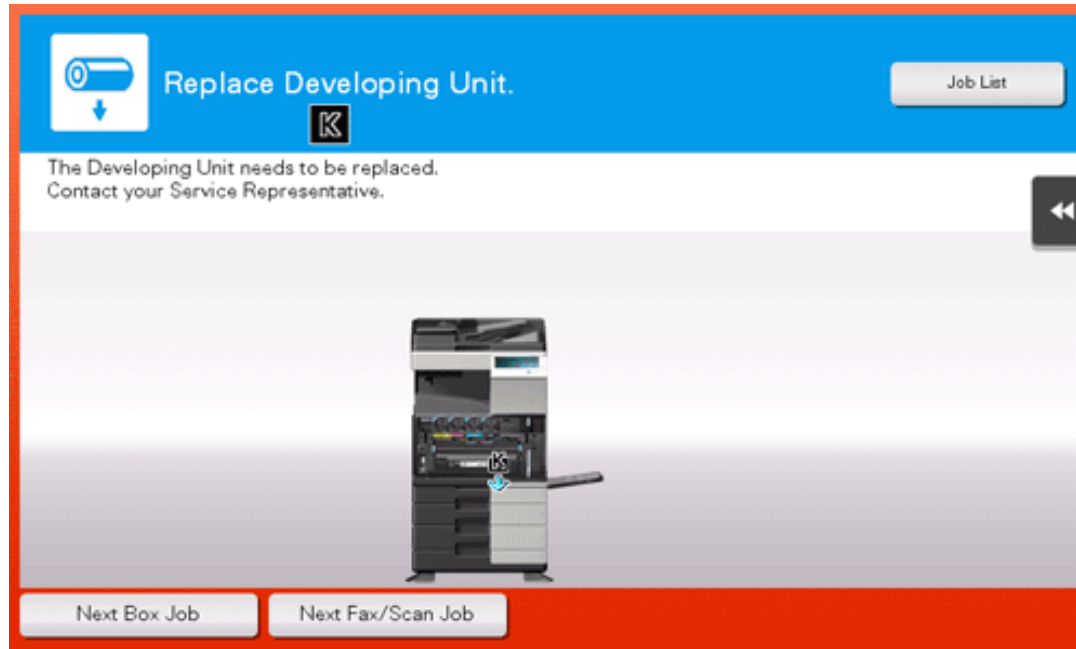 Replace Developing Unit.
Job List
K
The Developing Unit needs to be replaced.
Contact your Service Representative.
K
Next Box Job
Next Fax/Scan Job